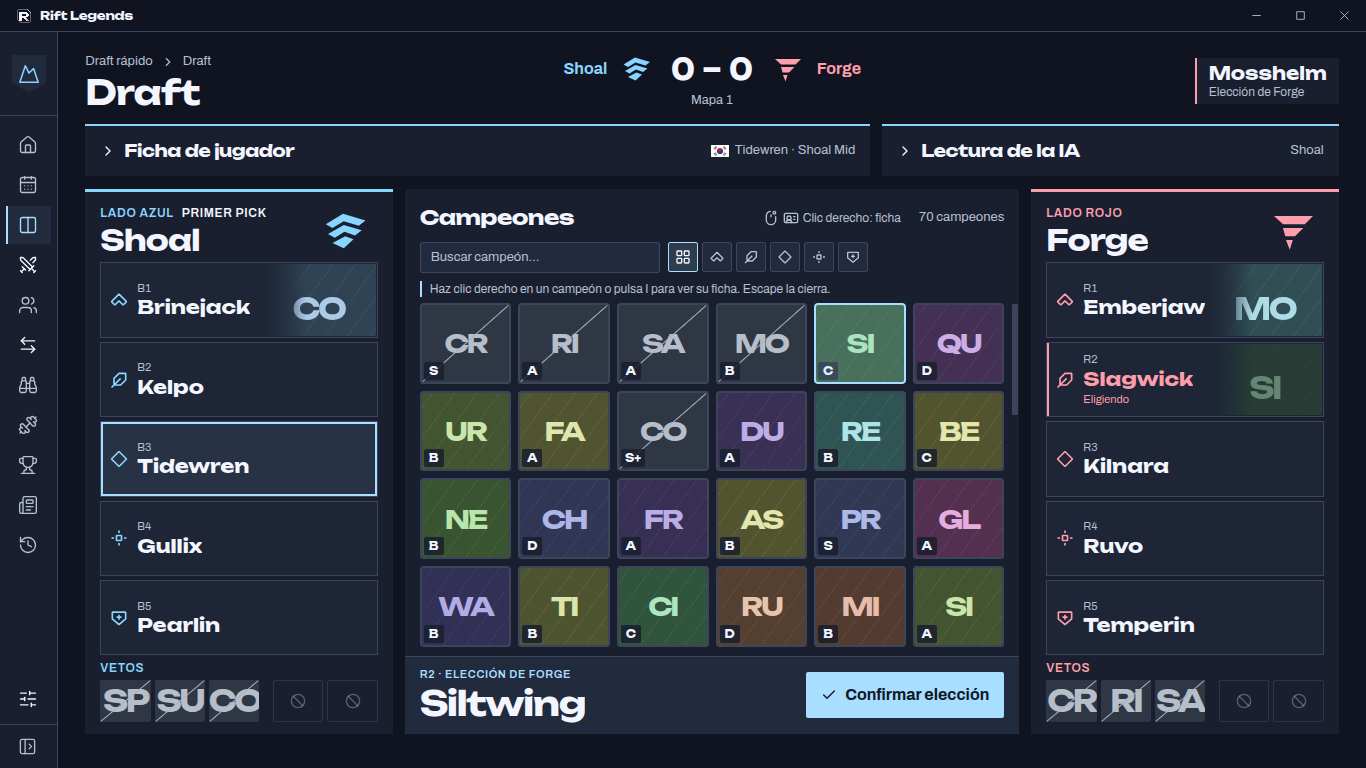 Rift Legends
Draft rápido > Draft
Draft
Shoal 0 – 0 Forge
Mapa 1
Mosshelm
Elección de Forge
Ficha de jugador
Tidewren · Shoal Mid
Lectura de la IA
Shoal
LADO AZUL PRIMER PICK
Shoal
B1
Brinejack
CO
B2
Kelpo
B3
Tidewren
B4
Gullix
B5
Pearlin
VETOS
SP SU CO
Campeones
Clic derecho: ficha
70 campeones
Buscar campeón...
Haz clic derecho en un campeón o pulsa I para ver su ficha. Escape la cierra.
CR RI SA MO SI QU
S A A B C D
UR FA CO DU RE BE
B A S+ A B C
NE CH FR AS PR GL
B D A B S A
WA TI CI RU MI SI
B B C D B A
R2 · ELECCIÓN DE FORGE
Siltwing
Confirmar elección
LADO ROJO
Forge
R1
Emberjaw
MO
R2
Slagwick
Eligiendo
SI
R3
Kilnara
R4
Ruvo
R5
Temperin
VETOS
CR RI SA